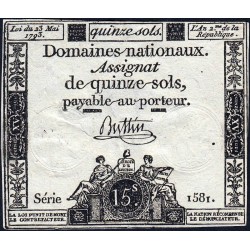 Loi du 23 Mai
1793.
quinze sols.
L'An 2.me de la
République.
Domaines nationaux.
Assignat
de quinze sols,
payable au porteur.
Buttin
Série
15s
1581.
LA LOI PUNIT DE MORT
LE CONTREFACTEUR.
LA NATION RÉCOMPENSE
LE DÉNONCIATEUR.